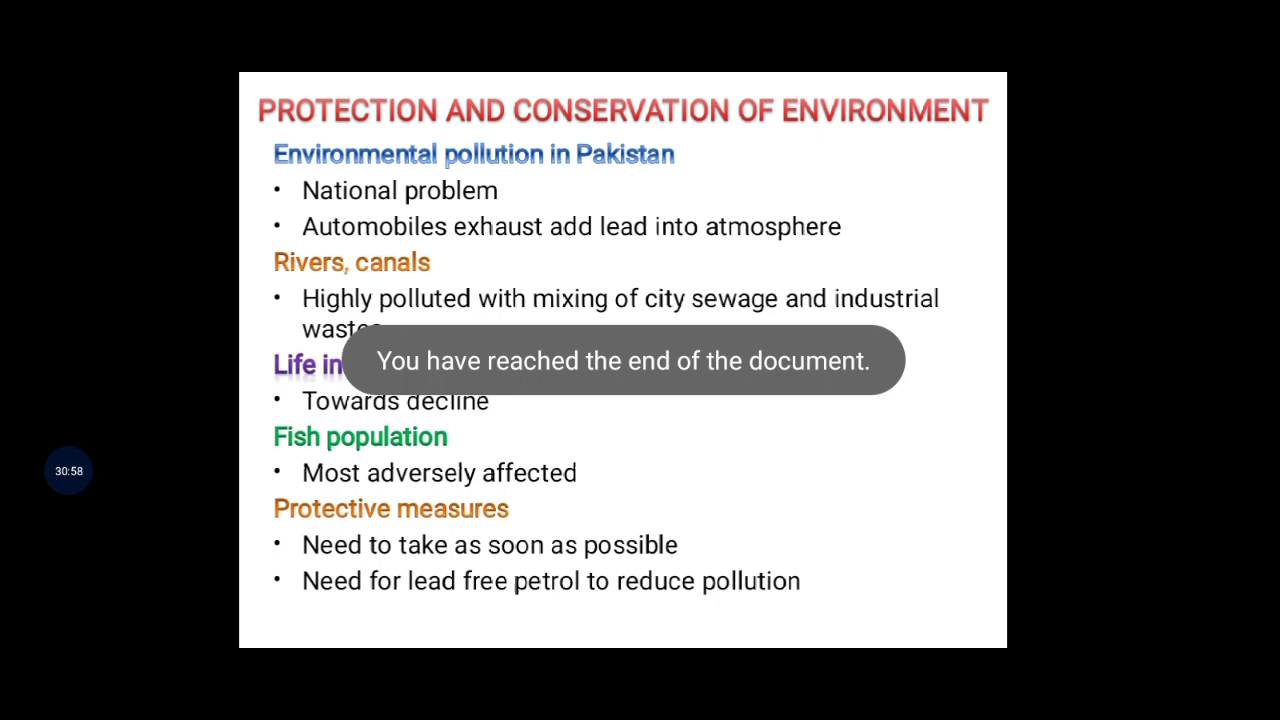 PROTECTION AND CONSERVATION OF ENVIRONMENT
Environmental pollution in Pakistan
• National problem
• Automobiles exhaust add lead into atmosphere
Rivers, canals
• Highly polluted with mixing of city sewage and industrial
Life in
You have reached the end of the document.
• Towards decline
Fish population
• Most adversely affected
30:58
Protective measures
• Need to take as soon as possible
• Need for lead free petrol to reduce pollution